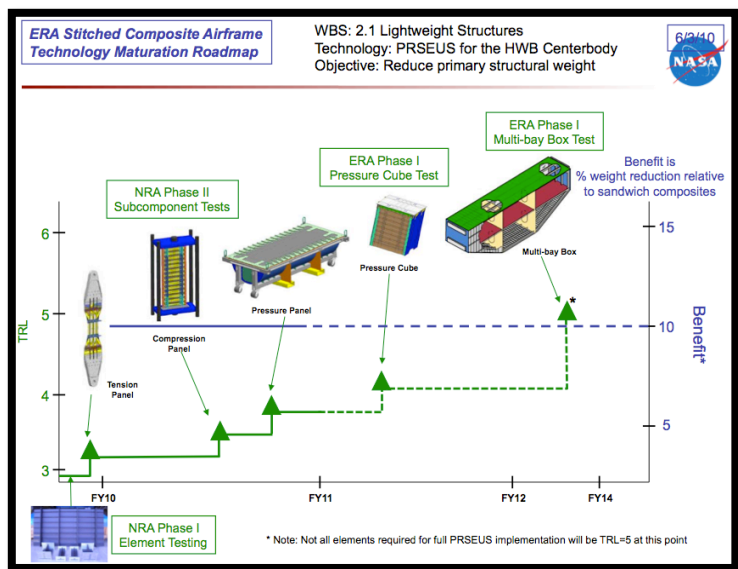 ERA Stitched Composite Airframe
Technology Maturation Roadmap
WBS: 2.1 Lightweight Structures
Technology: PRSEUS for the HWB Centerbody
Objective: Reduce primary structural weight
6/3/10
NASA
ERA Phase I
Multi-bay Box Test
ERA Phase I
Pressure Cube Test
NRA Phase II
Subcomponent Tests
Benefit is
% weight reduction relative
to sandwich composites
6
5
4
3
TRL
15
10
5
Benefit*
Tension
Panel
Compression
Panel
Pressure Panel
Pressure Cube
Multi-bay Box
*
FY10
FY11
FY12
FY14
NRA Phase I
Element Testing
* Note: Not all elements required for full PRSEUS implementation will be TRL=5 at this point